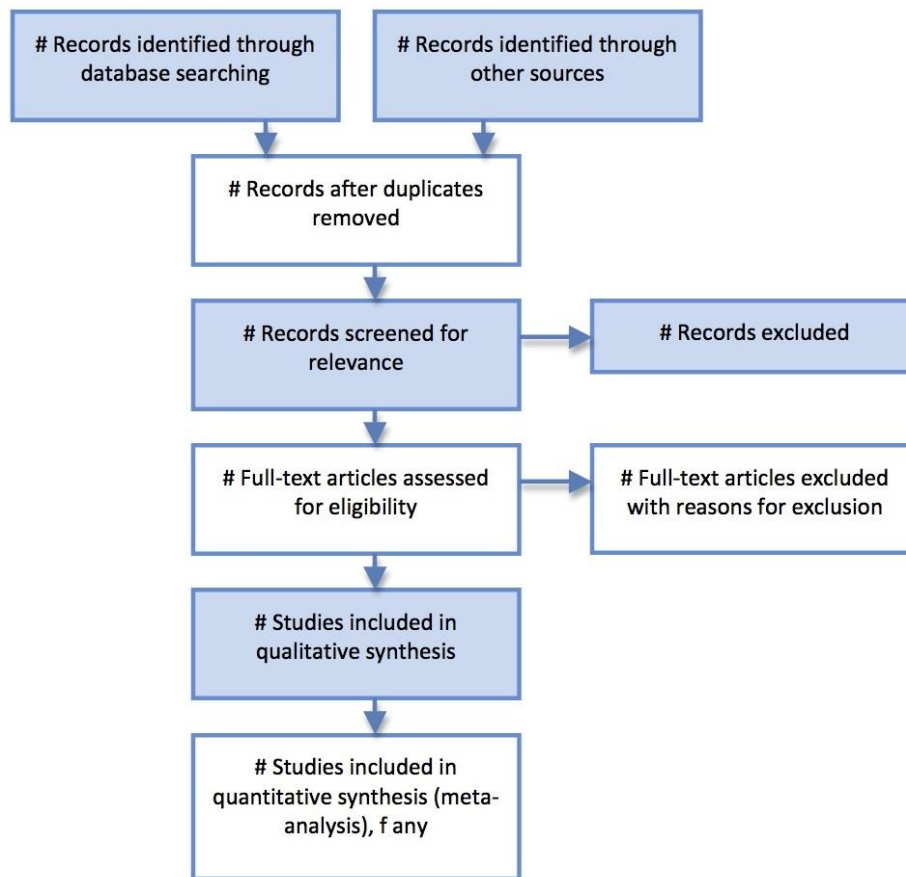 # Records identified through
database searching
# Records identified through
other sources
# Records after duplicates
removed
# Records screened for
relevance
# Records excluded
# Full-text articles assessed
for eligibility
# Full-text articles excluded
with reasons for exclusion
# Studies included in
qualitative synthesis
# Studies included in
quantitative synthesis (meta-
analysis), f any